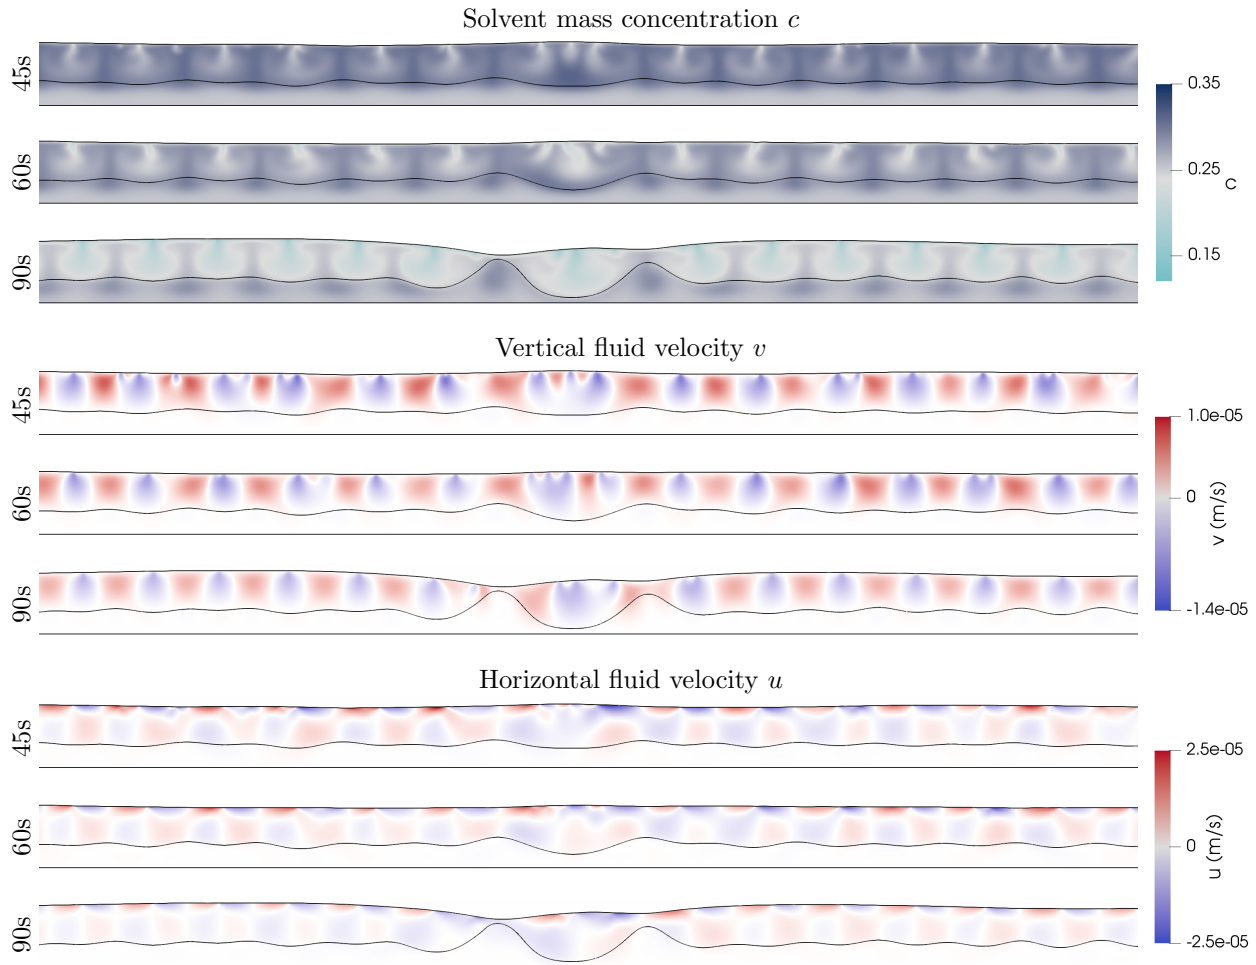 Solvent mass concentration c
45s
60s
90s
0.35
0.25
0.15
C
Vertical fluid velocity v
45s
60s
90s
1.0e-05
0
-1.4e-05
v (m/s)
Horizontal fluid velocity u
45s
60s
90s
2.5e-05
0
-2.5e-05
u (m/s)